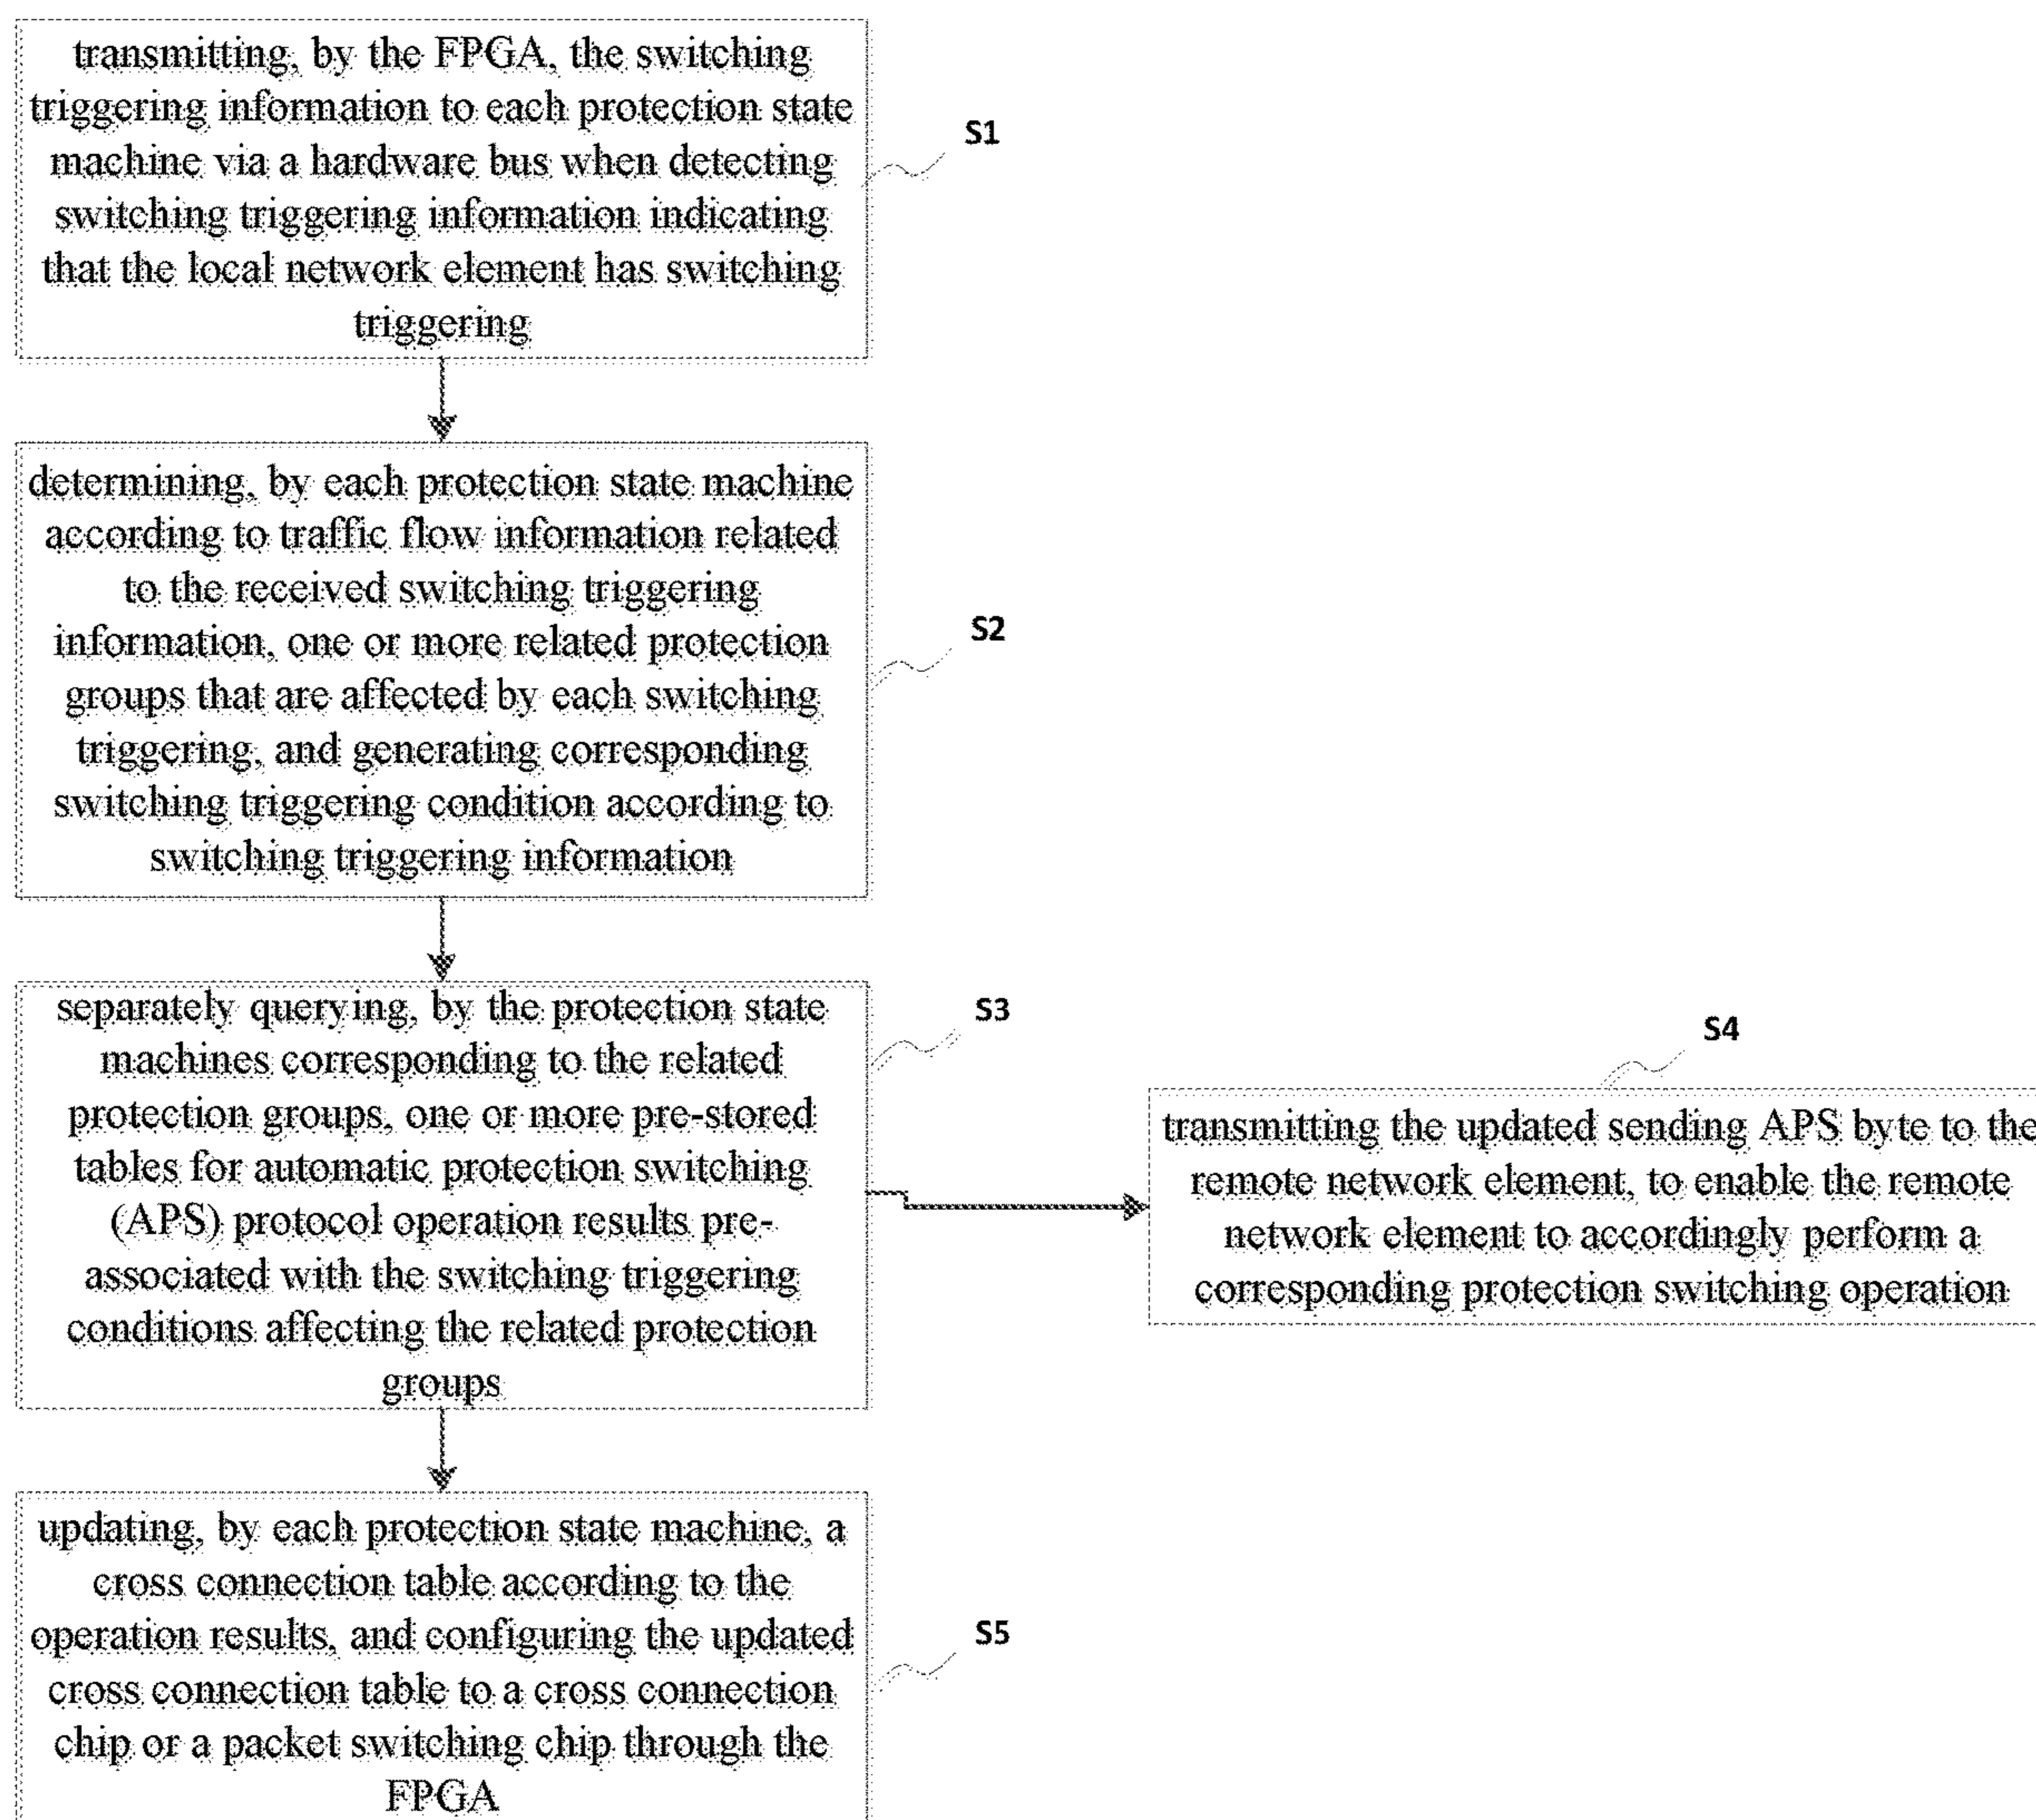 transmitting, by the FPGA, the switching
triggering information to each protection state
machine via a hardware bus when detecting
switching triggering information indicating
that the local network element has switching
triggering
S1
determining, by each protection state machine
according to traffic flow information related
to the received switching triggering
information, one or more related protection
groups that are affected by each switching
triggering, and generating corresponding
switching triggering condition according to
switching triggering information
S2
separately querying, by the protection state
machines corresponding to the related
protection groups, one or more pre-stored
tables for automatic protection switching
(APS) protocol operation results pre-
associated with the switching triggering
conditions affecting the related protection
groups
S3
S4
transmitting the updated sending APS byte to the
remote network element, to enable the remote
network element to accordingly perform a
corresponding protection switching operation
updating, by each protection state machine, a
cross connection table according to the
operation results, and configuring the updated
cross connection table to a cross connection
chip or a packet switching chip through the
FPGA
S5